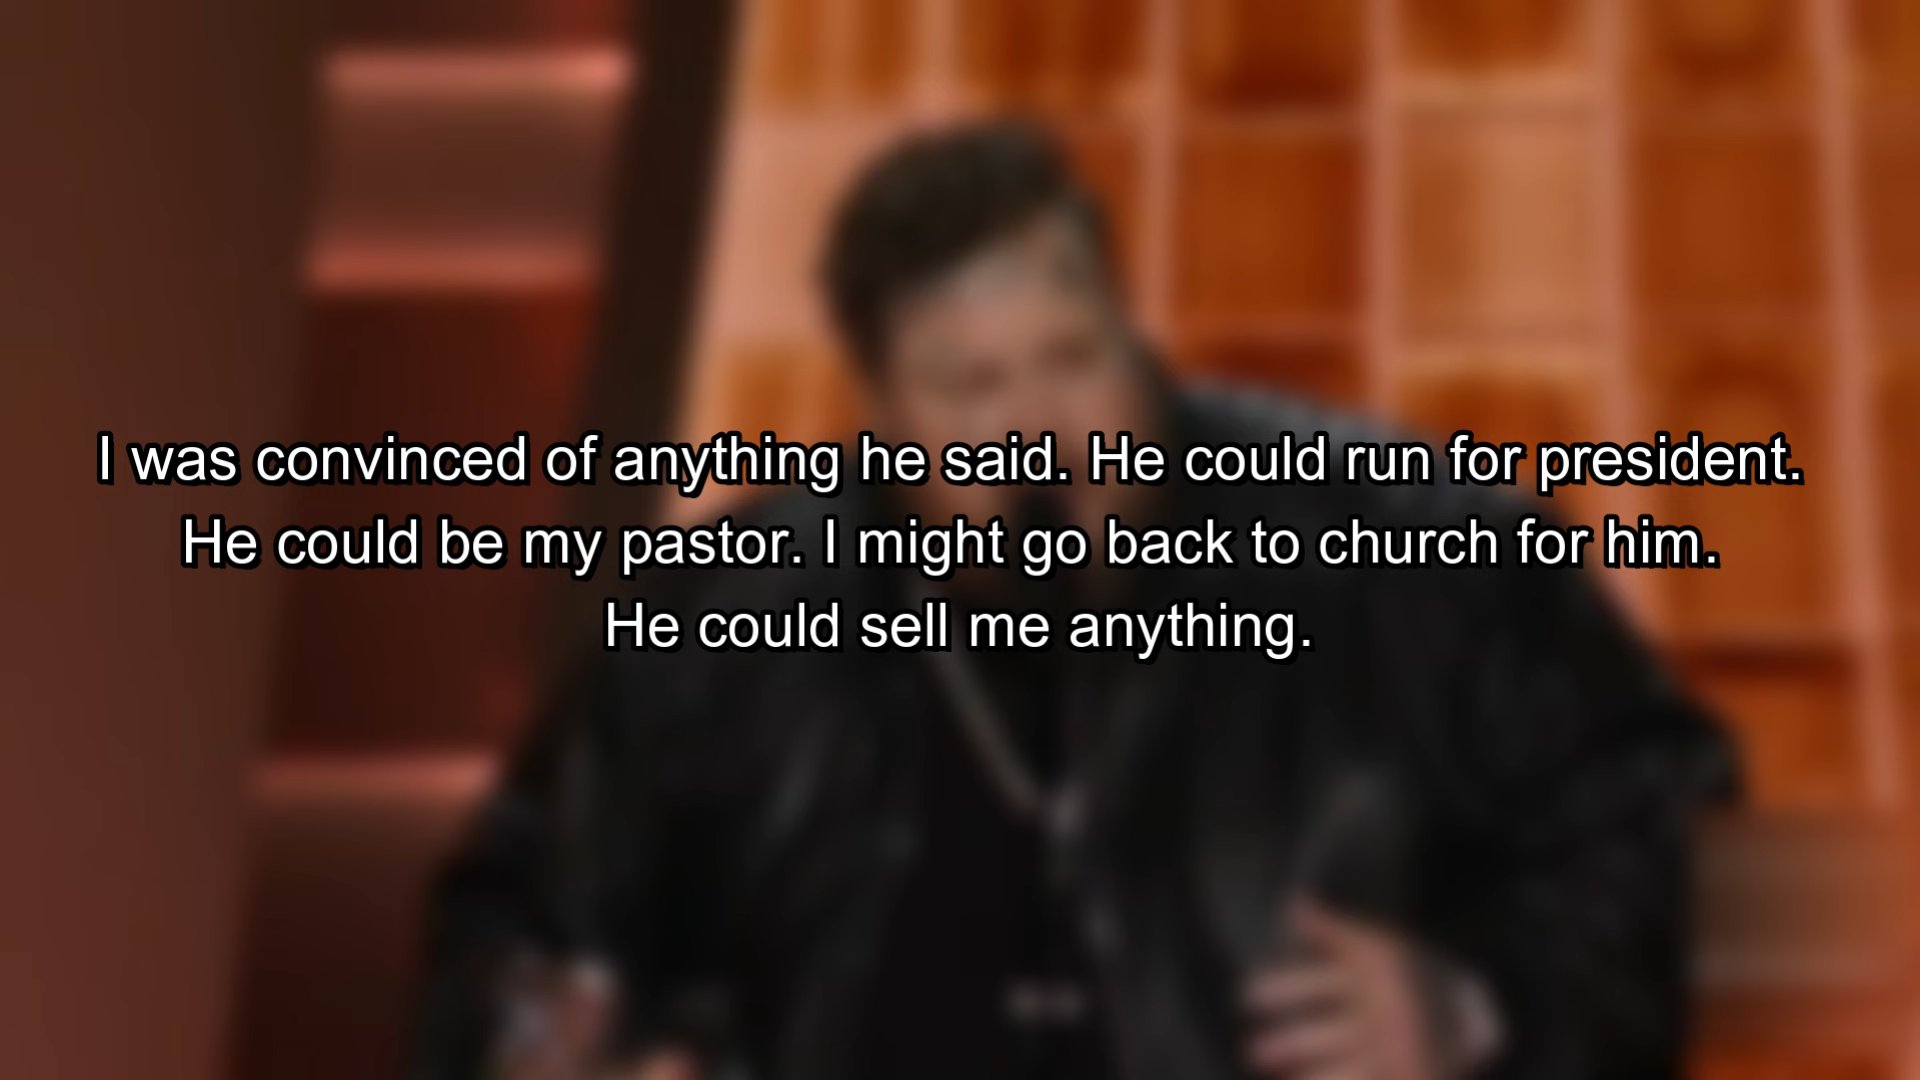 I was convinced of anything he said. He could run for president.
He could be my pastor. I might go back to church for him.
He could sell me anything.